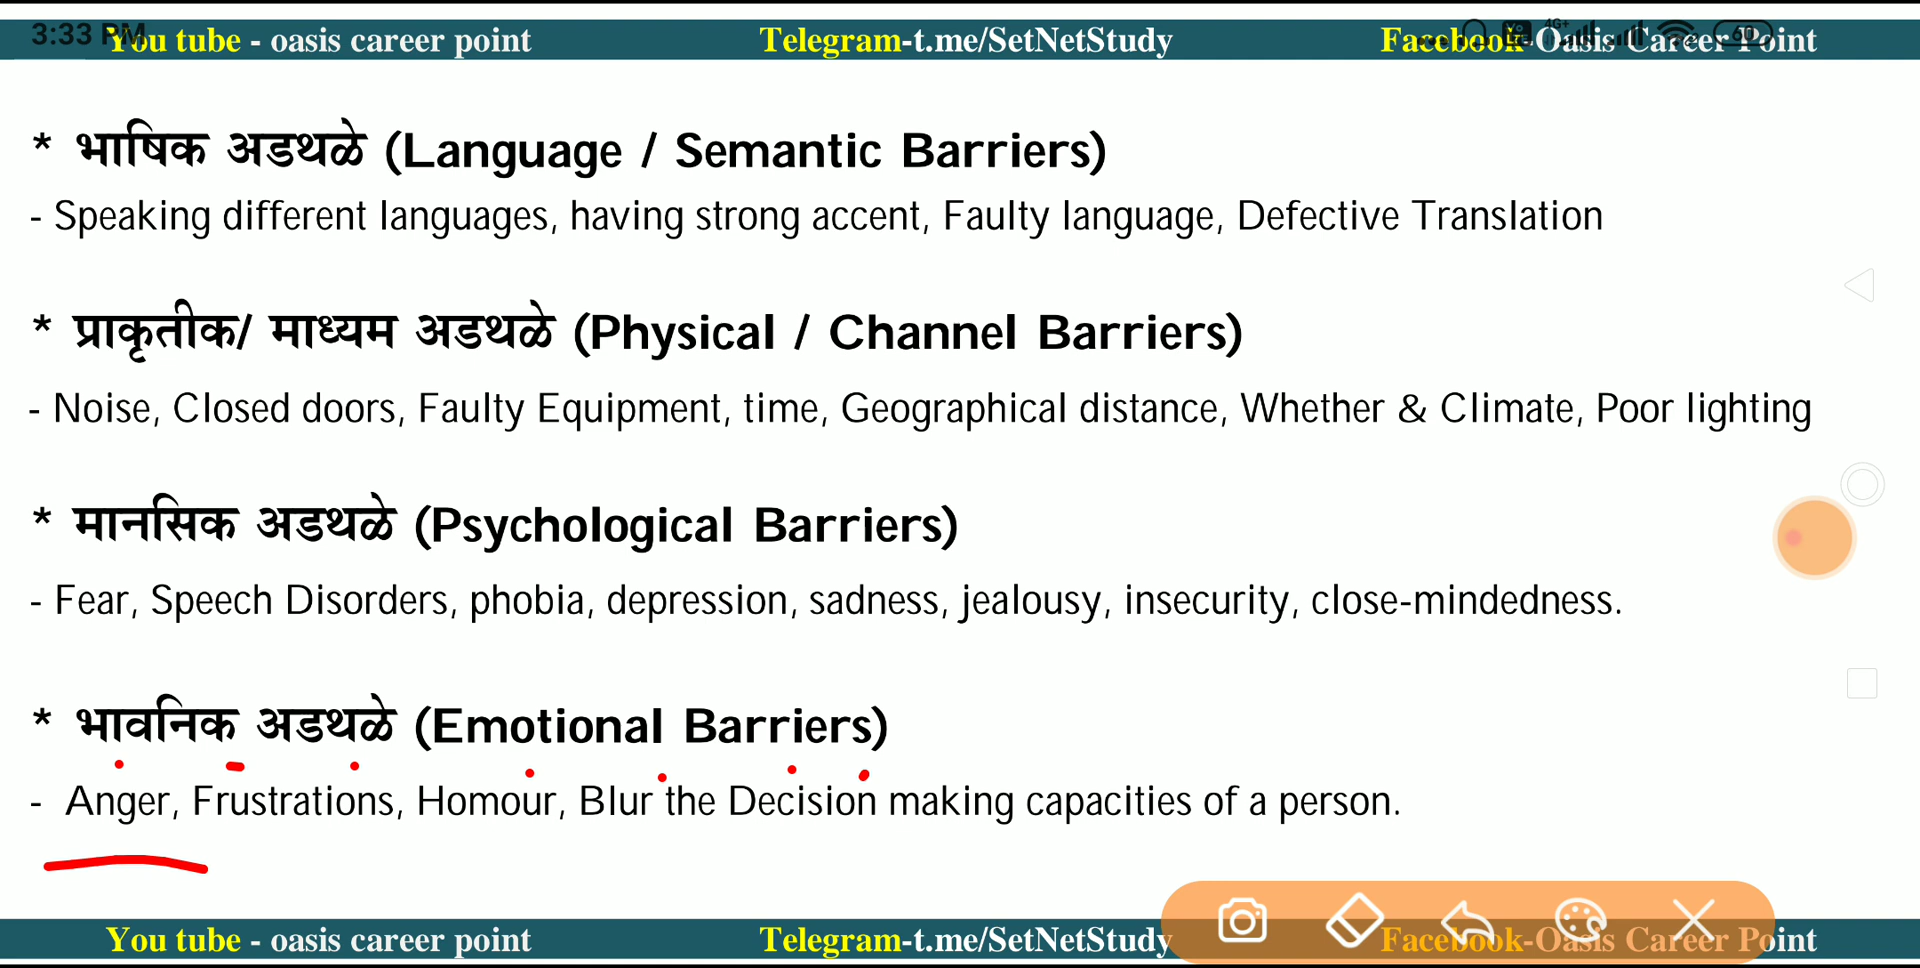 3:33 PM
You tube - oasis career point Telegram-t.me/SetNetStudy Facebook-Oasis Career Point
* भाषिक अडथळे (Language / Semantic Barriers)
- Speaking different languages, having strong accent, Faulty language, Defective Translation
* प्राकृतीक/ माध्यम अडथळे (Physical / Channel Barriers)
- Noise, Closed doors, Faulty Equipment, time, Geographical distance, Whether & Climate, Poor lighting
* मानसिक अडथळे (Psychological Barriers)
- Fear, Speech Disorders, phobia, depression, sadness, jealousy, insecurity, close-mindedness.
* भावनिक अडथळे (Emotional Barriers)
- Anger, Frustrations, Homour, Blur the Decision making capacities of a person.
You tube - oasis career point Telegram-t.me/SetNetStudy Facebook-Oasis Career Point